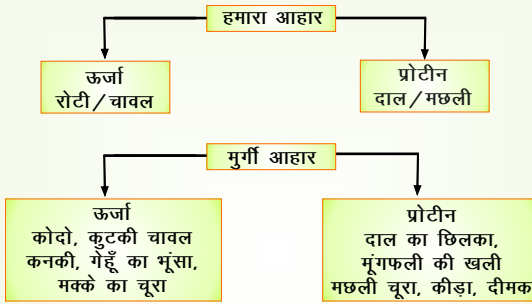 हमारा आहार
ऊर्जा
रोटी/चावल
प्रोटीन
दाल/मछली
मुर्गी आहार
ऊर्जा
कोदो, कुटकी चावल
कनकी, गेहूँ का भूंसा,
मक्के का चूरा
प्रोटीन
दाल का छिलका,
मूंगफली की खली
मछली चूरा, कीड़ा, दीमक